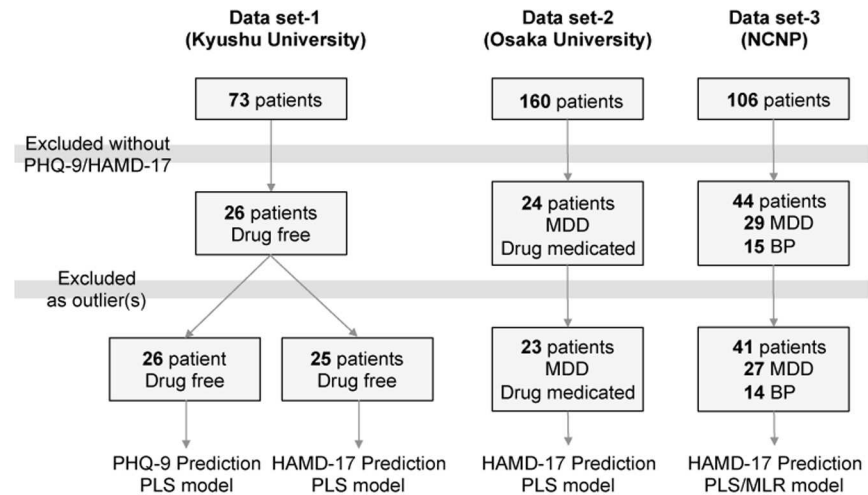 Data set-1
(Kyushu University)
Data set-2
(Osaka University)
Data set-3
(NCNP)
73 patients
160 patients
106 patients
Excluded without
PHQ-9/HAMD-17
26 patients
Drug free
24 patients
MDD
Drug medicated
44 patients
29 MDD
15 BP
Excluded
as outlier(s)
26 patient
Drug free
25 patients
Drug free
23 patients
MDD
Drug medicated
41 patients
27 MDD
14 BP
PHQ-9 Prediction
PLS model
HAMD-17 Prediction
PLS model
HAMD-17 Prediction
PLS model
HAMD-17 Prediction
PLS/MLR model